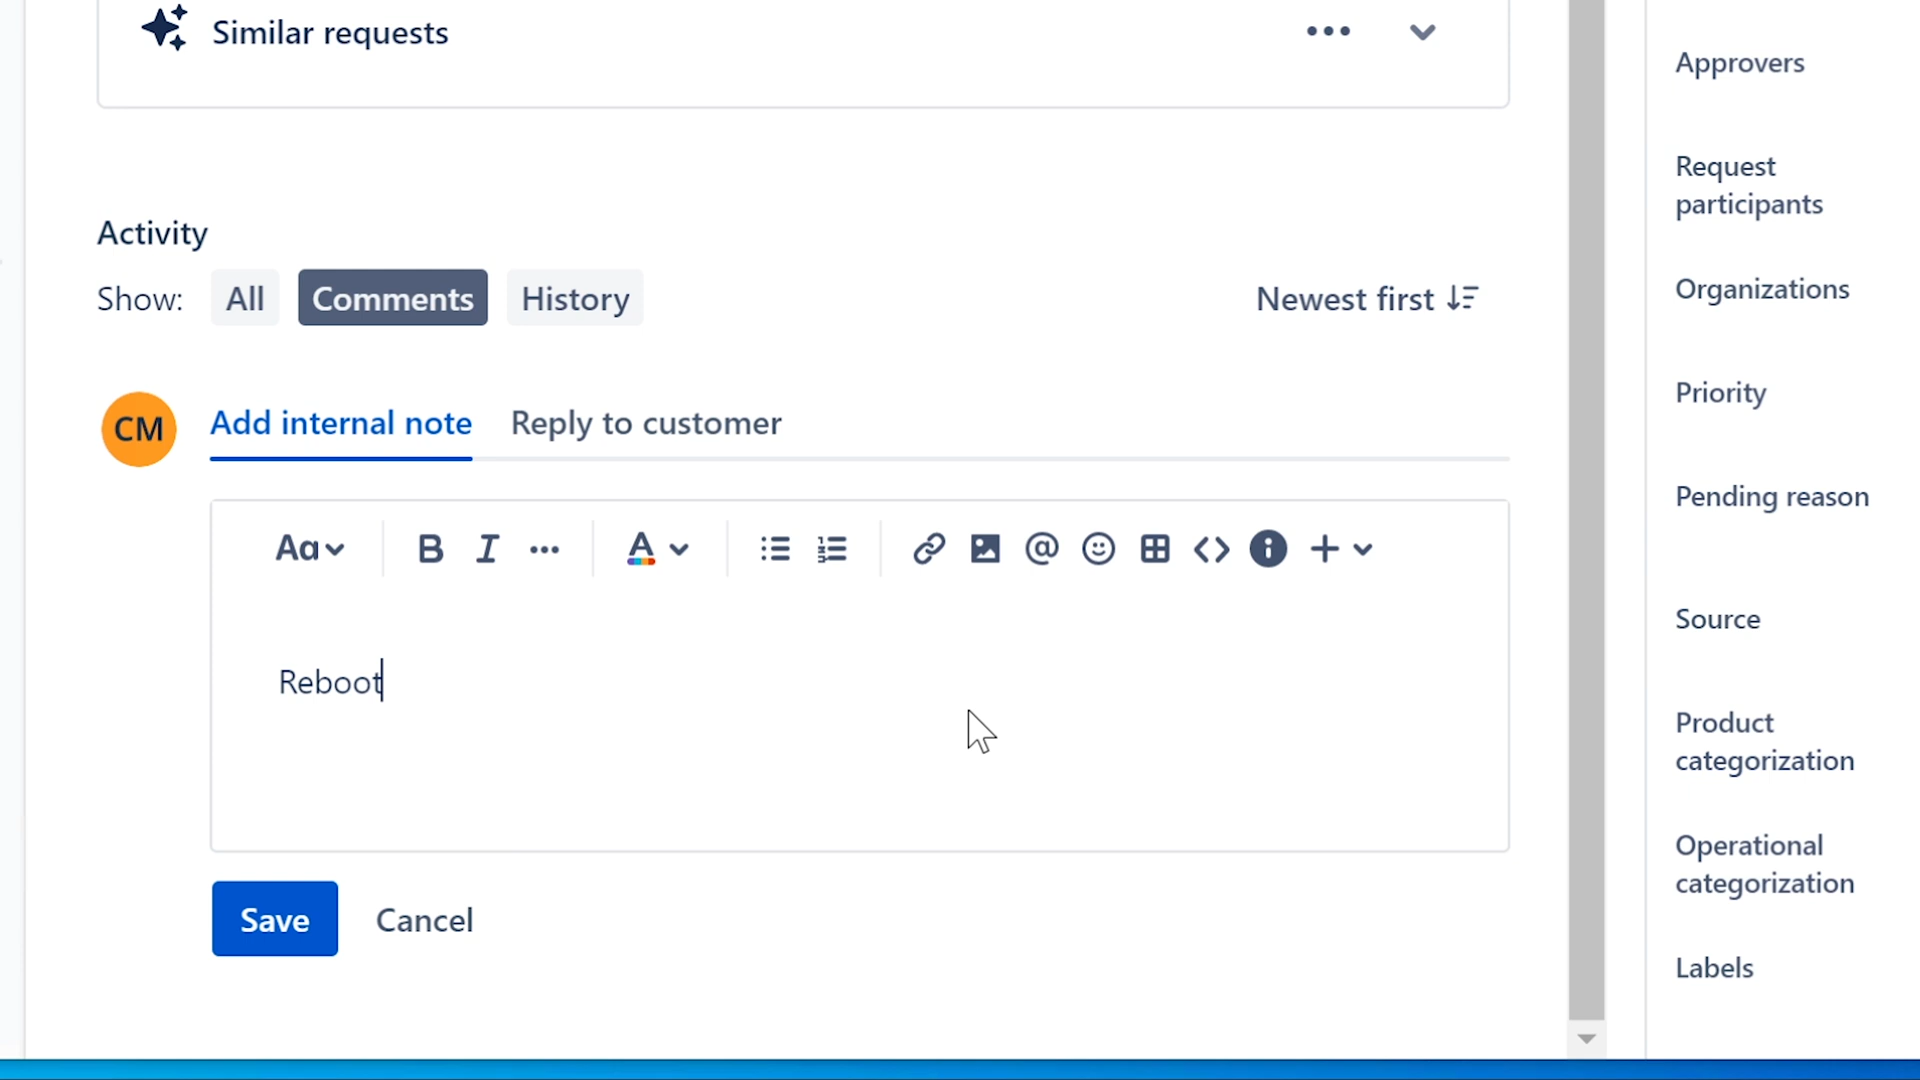 Similar requests
Activity
Show: All Comments History
Newest first
CM
Add internal note Reply to customer
Aa B I A
Reboot
Save Cancel
Approvers
Request
participants
Organizations
Priority
Pending reason
Source
Product
categorization
Operational
categorization
Labels